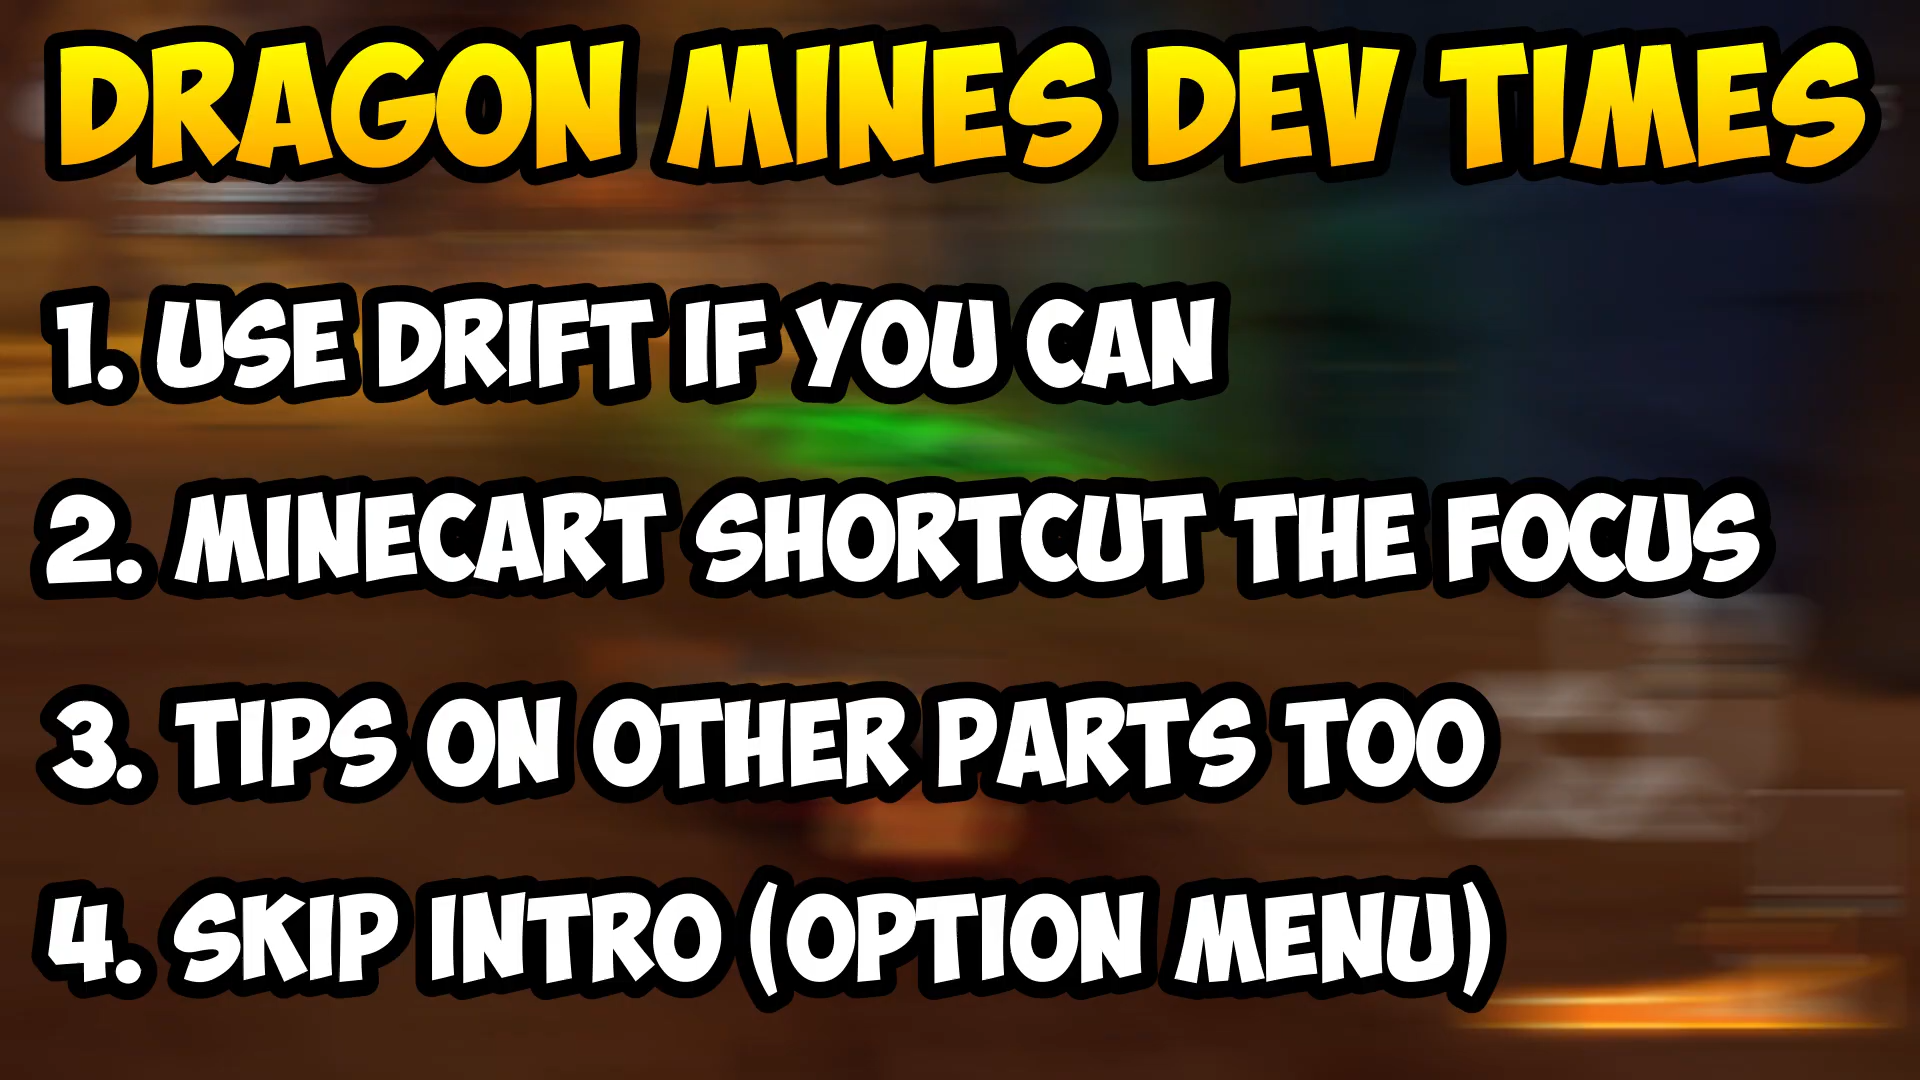 DRAGON MINES DEV TIMES
1. USE DRIFT IF YOU CAN
2. MINECART SHORTCUT THE FOCUS
3. TIPS ON OTHER PARTS TOO
4. SKIP INTRO (OPTION MENU)